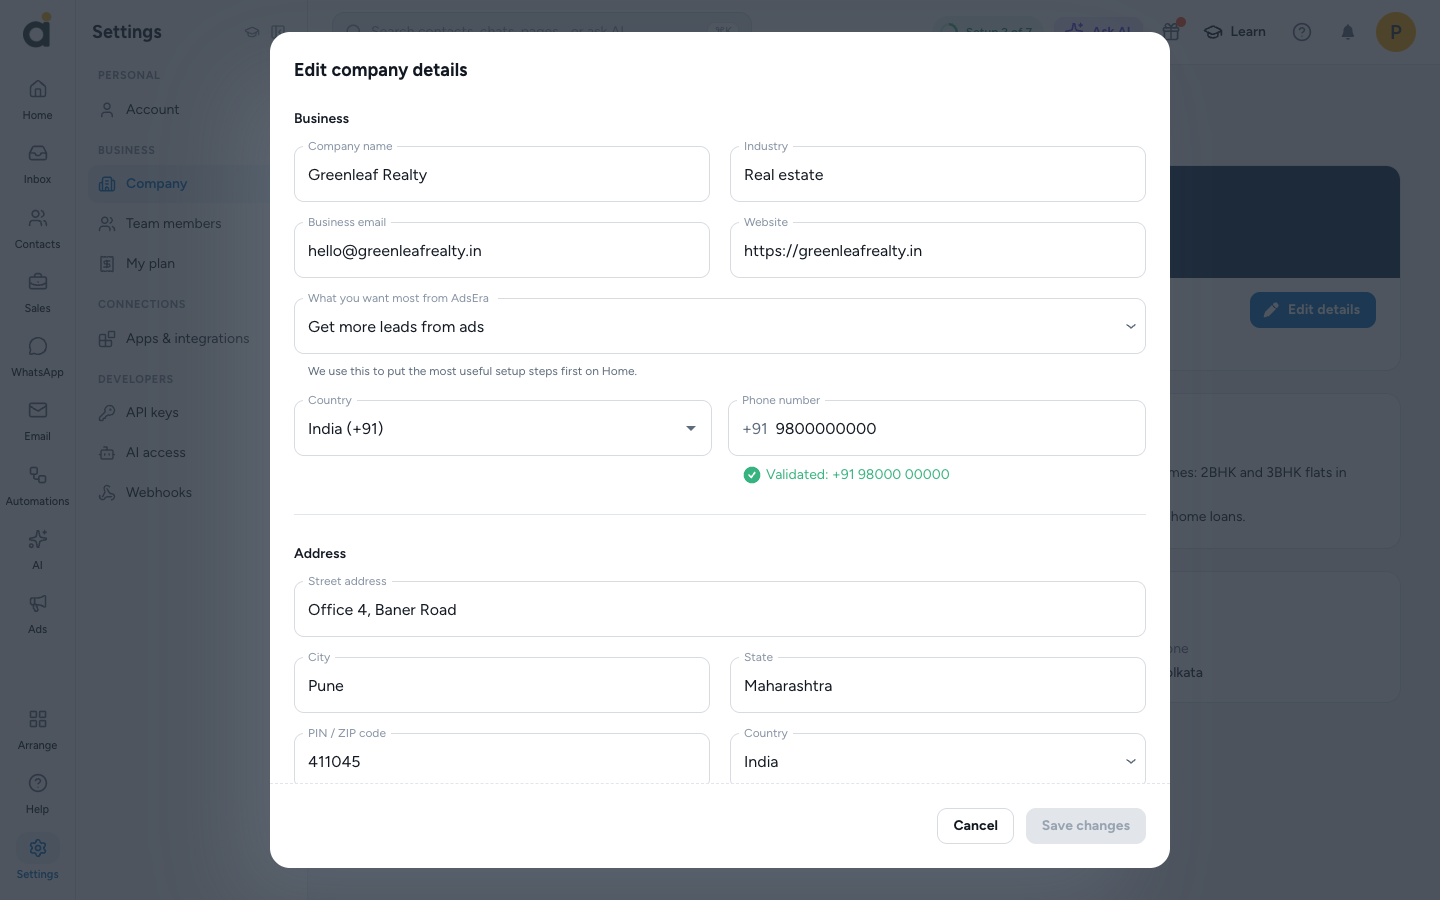 Settings
Learn
P
Home
Inbox
Contacts
Sales
WhatsApp
Email
Automations
AI
Ads
Arrange
Help
Settings
PERSONAL
Account
BUSINESS
Company
Team members
My plan
CONNECTIONS
Apps & integrations
DEVELOPERS
API keys
AI access
Webhooks
Edit company details
Business
Company name
Greenleaf Realty
Industry
Real estate
Business email
hello@greenleafrealty.in
Website
https://greenleafrealty.in
What you want most from AdsEra
Get more leads from ads
We use this to put the most useful setup steps first on Home.
Country
India (+91)
Phone number
+91 9800000000
Validated: +91 98000 00000
Address
Street address
Office 4, Baner Road
City
Pune
State
Maharashtra
PIN / ZIP code
411045
Country
India
Cancel
Save changes
Edit details
2BHK and 3BHK flats in
home loans.